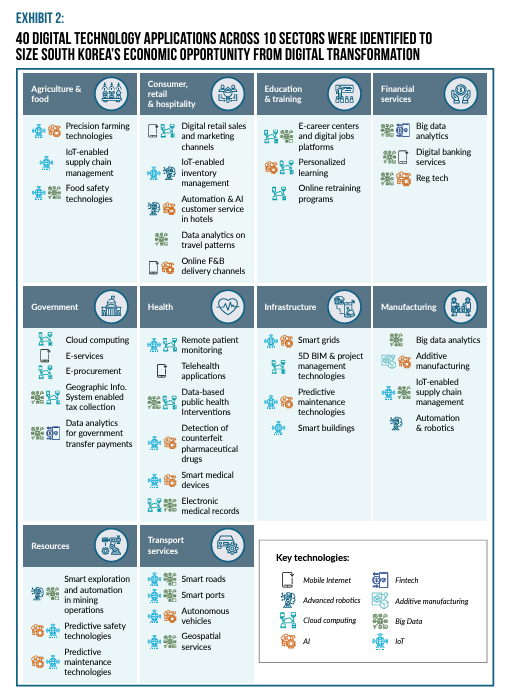 EXHIBIT 2:
40 DIGITAL TECHNOLOGY APPLICATIONS ACROSS 10 SECTORS WERE IDENTIFIED TO
SIZE SOUTH KOREA'S ECONOMIC OPPORTUNITY FROM DIGITAL TRANSFORMATION
Agriculture &
food
Precision farming
technologies
IoT-enabled
supply chain
management
Food safety
technologies
Consumer,
retail
& hospitality
Digital retail sales
and marketing
channels
IoT-enabled
inventory
management
Automation & AI
customer service
in hotels
Data analytics on
travel patterns
Online F&B
delivery channels
Education
& training
E-career centers
and digital jobs
platforms
Personalized
learning
Online retraining
programs
Financial
services
Big data
analytics
Digital banking
services
Reg tech
Government
Cloud computing
E-services
E-procurement
Geographic Info.
System enabled
tax collection
Data analytics
for government
transfer payments
Health
Remote patient
monitoring
Telehealth
applications
Data-based
public health
Interventions
Detection of
counterfeit
pharmaceutical
drugs
Smart medical
devices
Electronic
medical records
Infrastructure
Smart grids
5D BIM & project
management
technologies
Predictive
maintenance
technologies
Smart buildings
Manufacturing
Big data analytics
Additive
manufacturing
IoT-enabled
supply chain
management
Automation
& robotics
Resources
Smart exploration
and automation
in mining
operations
Predictive safety
technologies
Predictive
maintenance
technologies
Transport
services
Smart roads
Smart ports
Autonomous
vehicles
Geospatial
services
Key technologies:
Mobile Internet
Advanced robotics
Cloud computing
AI
Fintech
Additive manufacturing
Big Data
IoT